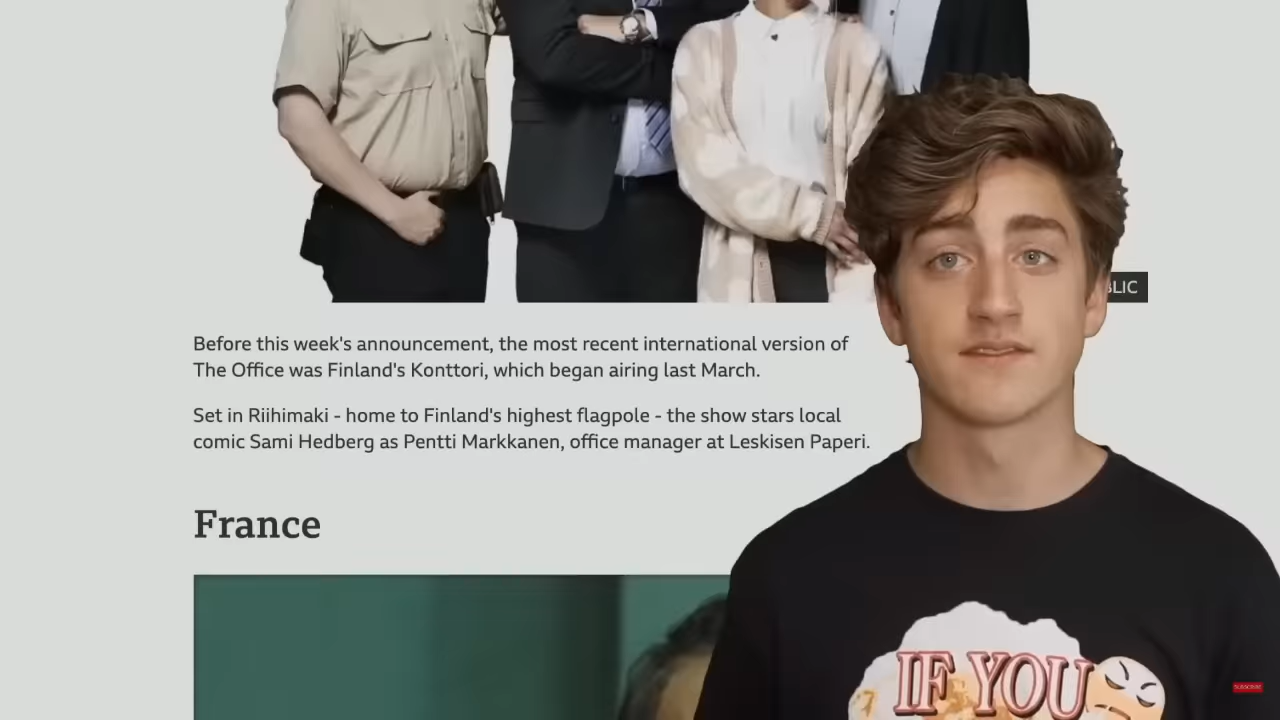 BLIC
Before this week's announcement, the most recent international version of
The Office was Finland's Konttori, which began airing last March.
Set in Riihimaki - home to Finland's highest flagpole - the show stars local
comic Sami Hedberg as Pentti Markkanen, office manager at Leskisen Paperi.
France
IF YOU
SUBSCRIBE